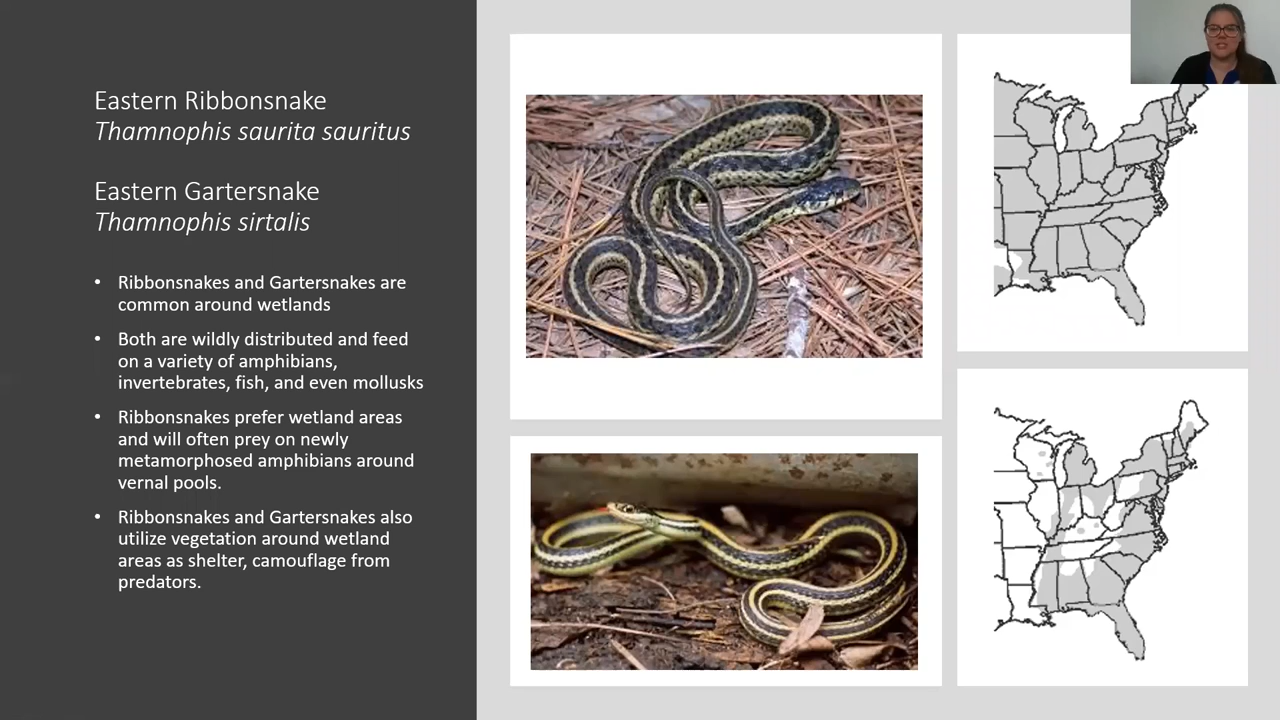 Eastern Ribbonsnake
Thamnophis saurita sauritus
Eastern Gartersnake
Thamnophis sirtalis
• Ribbonsnakes and Gartersnakes are
common around wetlands
• Both are wildly distributed and feed
on a variety of amphibians,
invertebrates, fish, and even mollusks
• Ribbonsnakes prefer wetland areas
and will often prey on newly
metamorphosed amphibians around
vernal pools.
• Ribbonsnakes and Gartersnakes also
utilize vegetation around wetland
areas as shelter, camouflage from
predators.